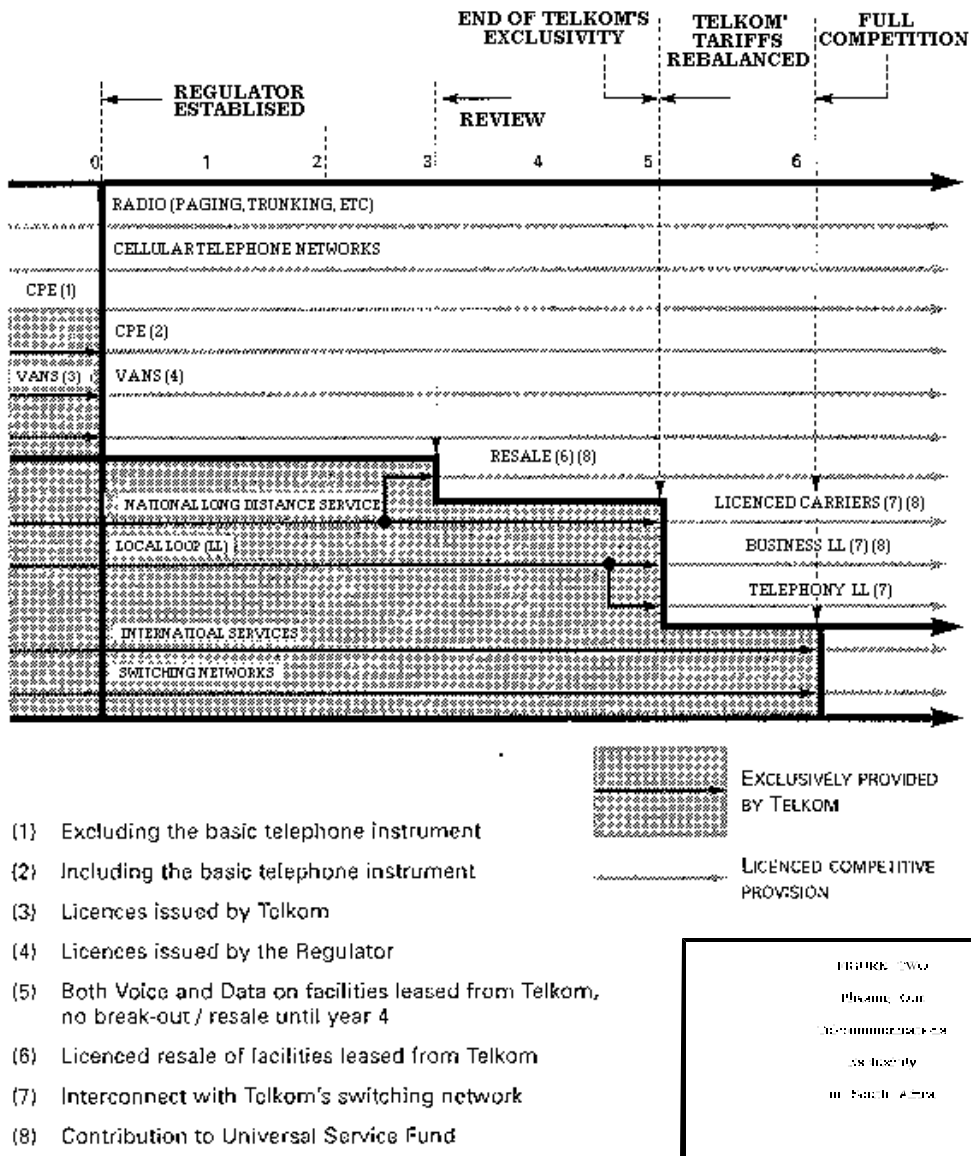 END OF TELKOM'S
EXCLUSIVITY
TELKOM'
TARIFFS
REBALANCED
FULL
COMPETITION
REGULATOR
ESTABLISED
REVIEW
0 1 2 3 4 5 6
RADIO (PAGING, TRUNKING, ETC)
CELLULAR TELEPHONE NETWORKS
CPE (1)
CPE (2)
VANS (3)
VANS (4)
RESALE (6) (8)
NATIONAL LONG DISTANCE SERVICE
LICENCED CARRIERS (7) (8)
LOCAL LOOP (LL)
BUSINESS LL (7) (8)
TELEPHONY LL (7)
INTERNATIOAL SERVICES
SWITCHING NETWORKS
EXCLUSIVELY PROVIDED
BY TELKOM
LICENCED COMPETITIVE
PROVISION
(1) Excluding the basic telephone instrument
(2) Including the basic telephone instrument
(3) Licences issued by Telkom
(4) Licences issued by the Regulator
(5) Both Voice and Data on facilities leased from Telkom,
no break-out / resale until year 4
(6) Licenced resale of facilities leased from Telkom
(7) Interconnect with Telkom's switching network
(8) Contribution to Universal Service Fund
FIGURE TWO